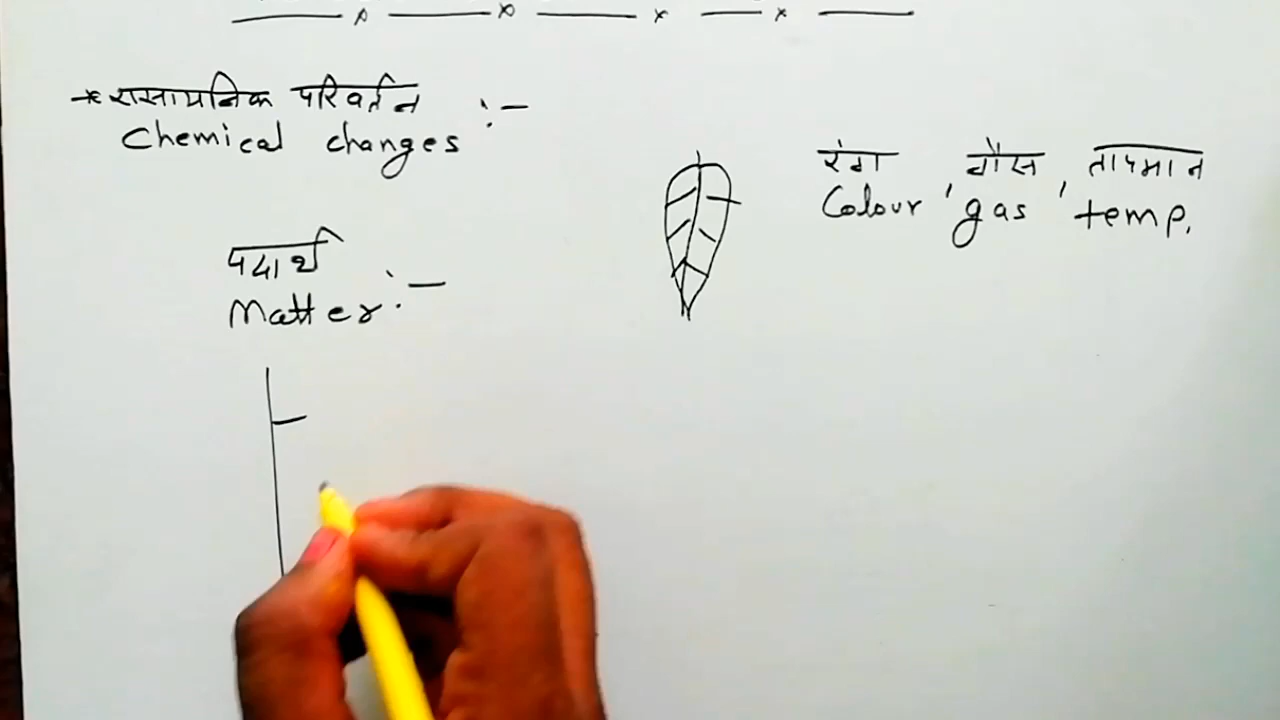 * रासायनिक परिवर्तन :-
Chemical changes
रंग गैस तापमान
Colour, gas, temp.
पदार्थ
Matter :-